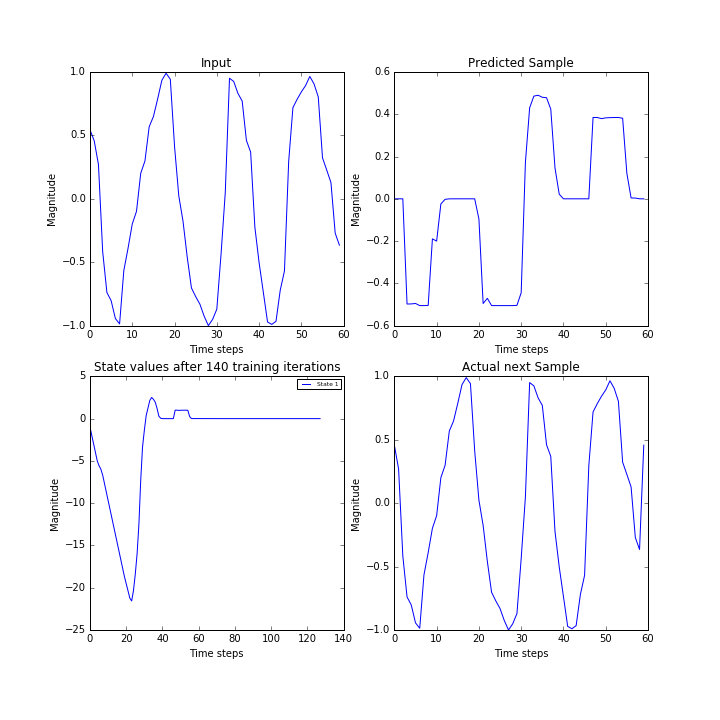 Input
Predicted Sample
1.0
0.5
0.0
−0.5
−1.0
Magnitude
0 10 20 30 40 50 60
Time steps
0.6
0.4
0.2
0.0
−0.2
−0.4
−0.6
Magnitude
0 10 20 30 40 50 60
Time steps
State values after 140 training iterations
Actual next Sample
5
0
−5
−10
−15
−20
−25
Magnitude
State 1
0 20 40 60 80 100 120 140
Time steps
1.0
0.5
0.0
−0.5
−1.0
Magnitude
0 10 20 30 40 50 60
Time steps